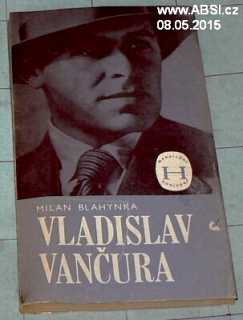 www.ABSI.cz
08.05.2015
H
MILAN BLAHYNKA
VLADISLAV
VANČURA